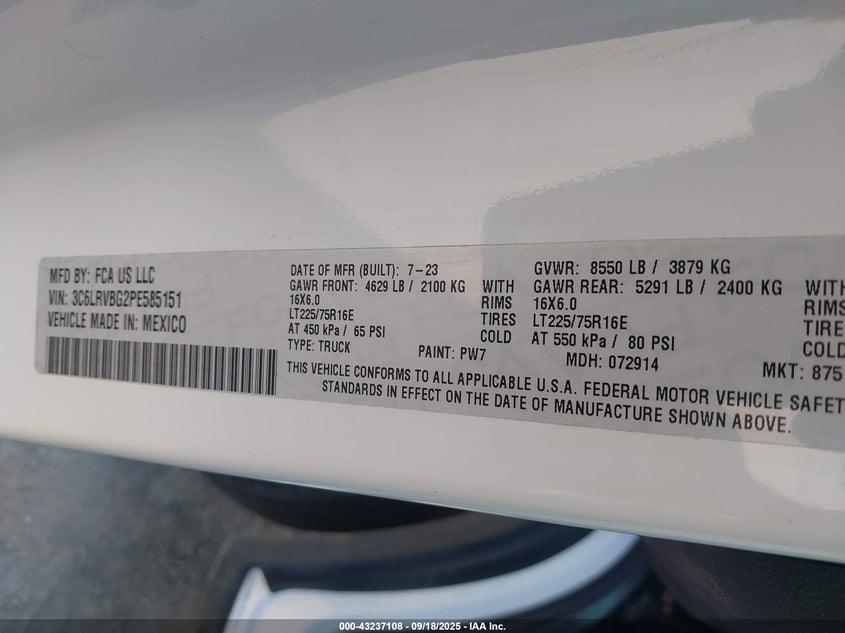 MFD BY: FCA US LLC
VIN: 3C6LRVBG2PE585151
VEHICLE MADE IN: MEXICO
DATE OF MFR (BUILT): 7-23 GVWR: 8550 LB / 3879 KG
GAWR FRONT: 4629 LB / 2100 KG WITH GAWR REAR: 5291 LB / 2400 KG WITH
16X6.0 RIMS 16X6.0 RIMS
LT225/75R16E TIRES LT225/75R16E TIRE
AT 450 kPa / 65 PSI COLD AT 550 kPa / 80 PSI COLD
TYPE: TRUCK PAINT: PW7 MDH: 072914 MKT: 875
THIS VEHICLE CONFORMS TO ALL APPLICABLE U.S.A. FEDERAL MOTOR VEHICLE SAFET
STANDARDS IN EFFECT ON THE DATE OF MANUFACTURE SHOWN ABOVE.
000-43237108 - 09/18/2025 - IAA Inc.